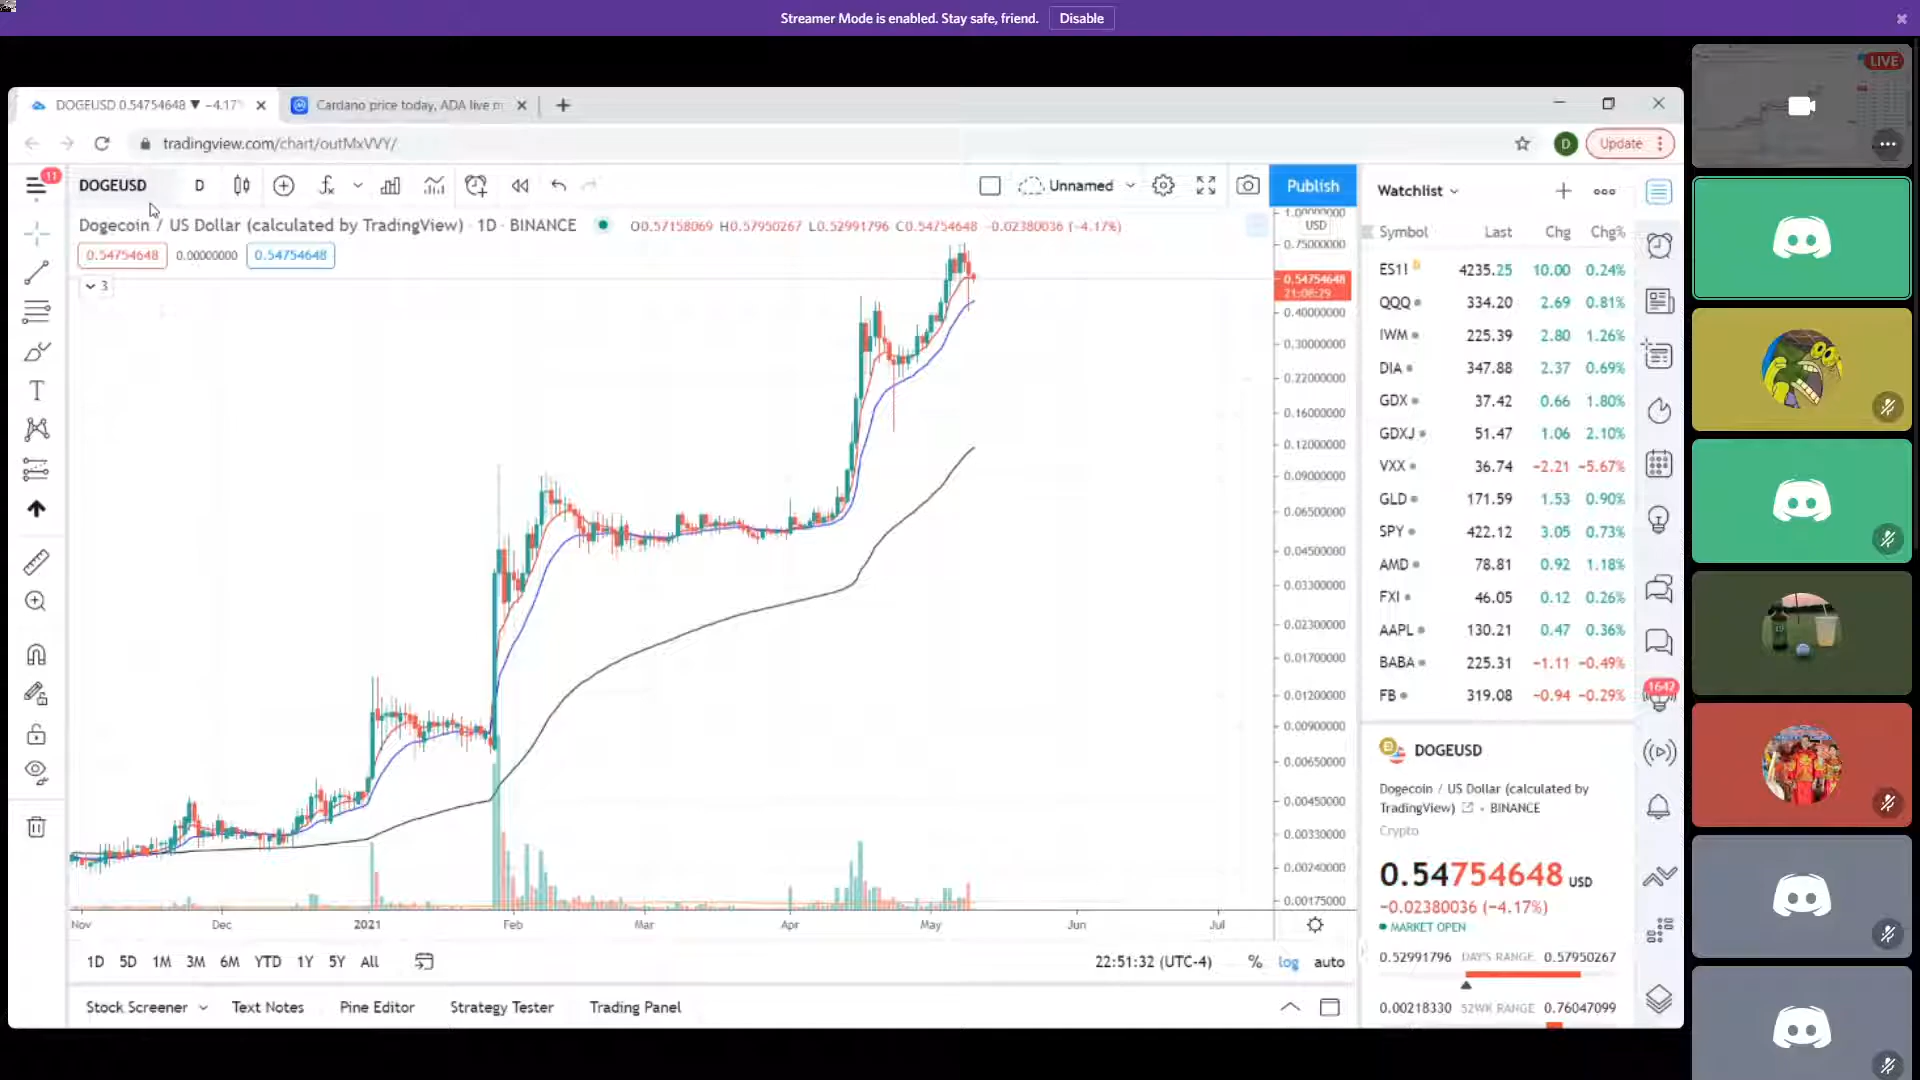 Streamer Mode is enabled. Stay safe, friend. Disable
LIVE
DOGEUSD 0.54754648 ▼ −4.17%
Cardano price today, ADA live m
tradingview.com/chart/outMxVVY/
D
Update
11
DOGEUSD D
Unnamed
Publish
Dogecoin / US Dollar (calculated by TradingView) · 1D · BINANCE
O0.57158069 H0.57950267 L0.52991796 C0.54754648 −0.02380036 (−4.17%)
0.54754648 0.00000000 0.54754648
3
USD
1.00000000
0.75000000
0.54754648
21:08:29
0.40000000
0.30000000
0.22000000
0.16000000
0.12000000
0.09000000
0.06500000
0.04500000
0.03300000
0.02300000
0.01700000
0.01200000
0.00900000
0.00650000
0.00450000
0.00330000
0.00240000
0.00175000
Nov Dec 2021 Feb Mar Apr May Jun Jul
1D 5D 1M 3M 6M YTD 1Y 5Y All
22:51:32 (UTC-4) % log auto
Stock Screener Text Notes Pine Editor Strategy Tester Trading Panel
Watchlist
Symbol Last Chg Chg%
ES1! D 4235.25 10.00 0.24%
QQQ 334.20 2.69 0.81%
IWM 225.39 2.80 1.26%
DIA 347.88 2.37 0.69%
GDX 37.42 0.66 1.80%
GDXJ 51.47 1.06 2.10%
VXX 36.74 −2.21 −5.67%
GLD 171.59 1.53 0.90%
SPY 422.12 3.05 0.73%
AMD 78.81 0.92 1.18%
FXI 46.05 0.12 0.26%
AAPL 130.21 0.47 0.36%
BABA 225.31 −1.11 −0.49%
FB 319.08 −0.94 −0.29%
1647
DOGEUSD
Dogecoin / US Dollar (calculated by
TradingView) • BINANCE
Crypto
0.54754648 USD
−0.02380036 (−4.17%)
MARKET OPEN
0.52991796 DAY'S RANGE 0.57950267
0.00218330 52WK RANGE 0.76047099